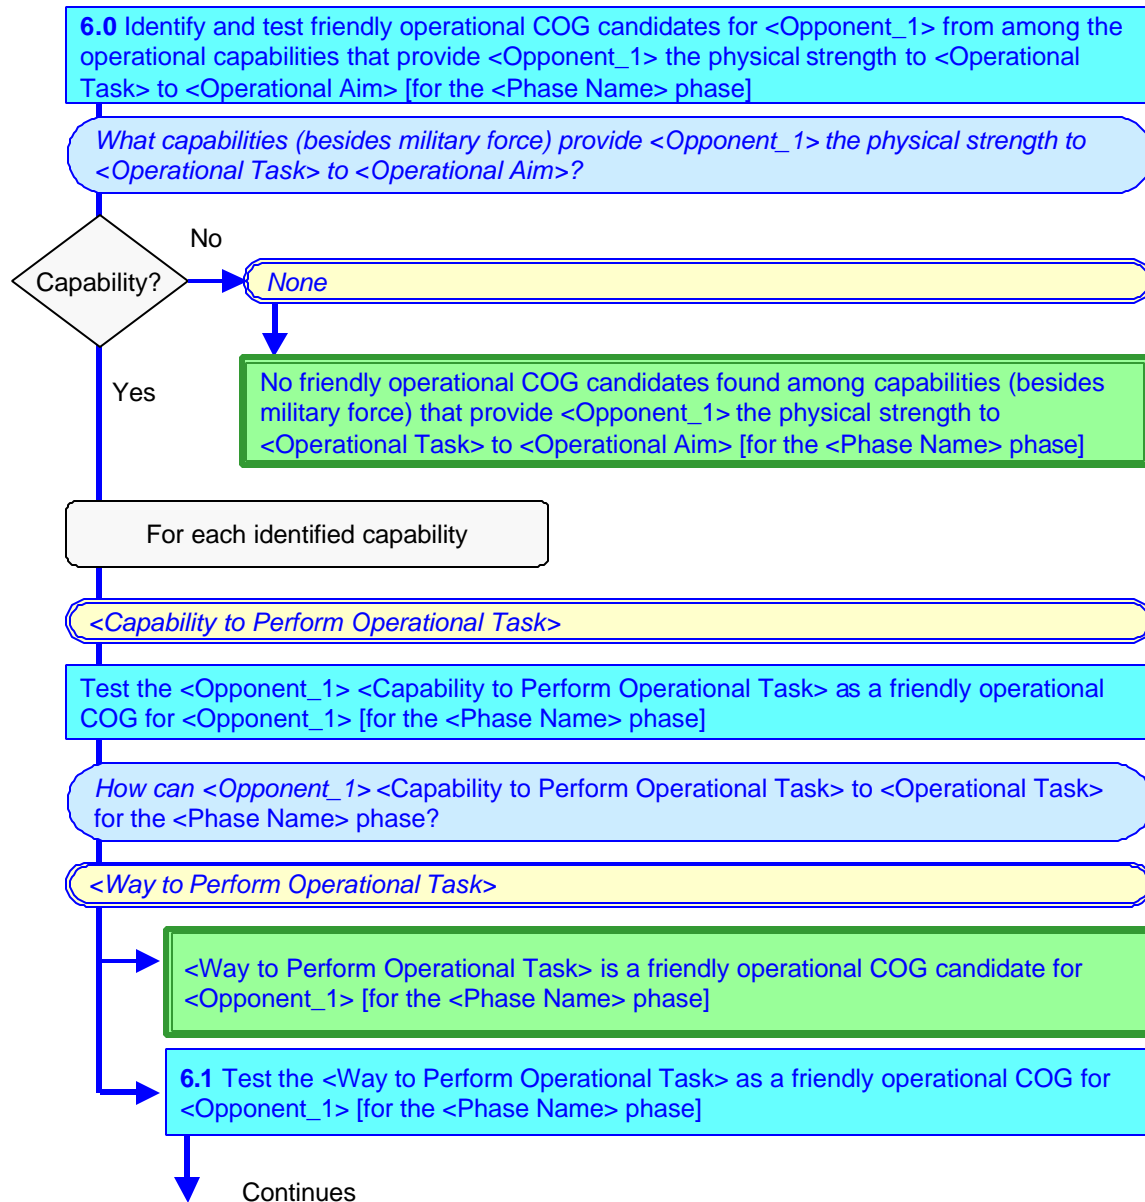 6.0 Identify and test friendly operational COG candidates for <Opponent_1> from among the
operational capabilities that provide <Opponent_1> the physical strength to <Operational
Task> to <Operational Aim> [for the <Phase Name> phase]
What capabilities (besides military force) provide <Opponent_1> the physical strength to
<Operational Task> to <Operational Aim>?
No
Capability?
None
Yes
No friendly operational COG candidates found among capabilities (besides
military force) that provide <Opponent_1> the physical strength to
<Operational Task> to <Operational Aim> [for the <Phase Name> phase]
For each identified capability
<Capability to Perform Operational Task>
Test the <Opponent_1> <Capability to Perform Operational Task> as a friendly operational
COG for <Opponent_1> [for the <Phase Name> phase]
How can <Opponent_1> <Capability to Perform Operational Task> to <Operational Task>
for the <Phase Name> phase?
<Way to Perform Operational Task>
<Way to Perform Operational Task> is a friendly operational COG candidate for
<Opponent_1> [for the <Phase Name> phase]
6.1 Test the <Way to Perform Operational Task> as a friendly operational COG for
<Opponent_1> [for the <Phase Name> phase]
Continues